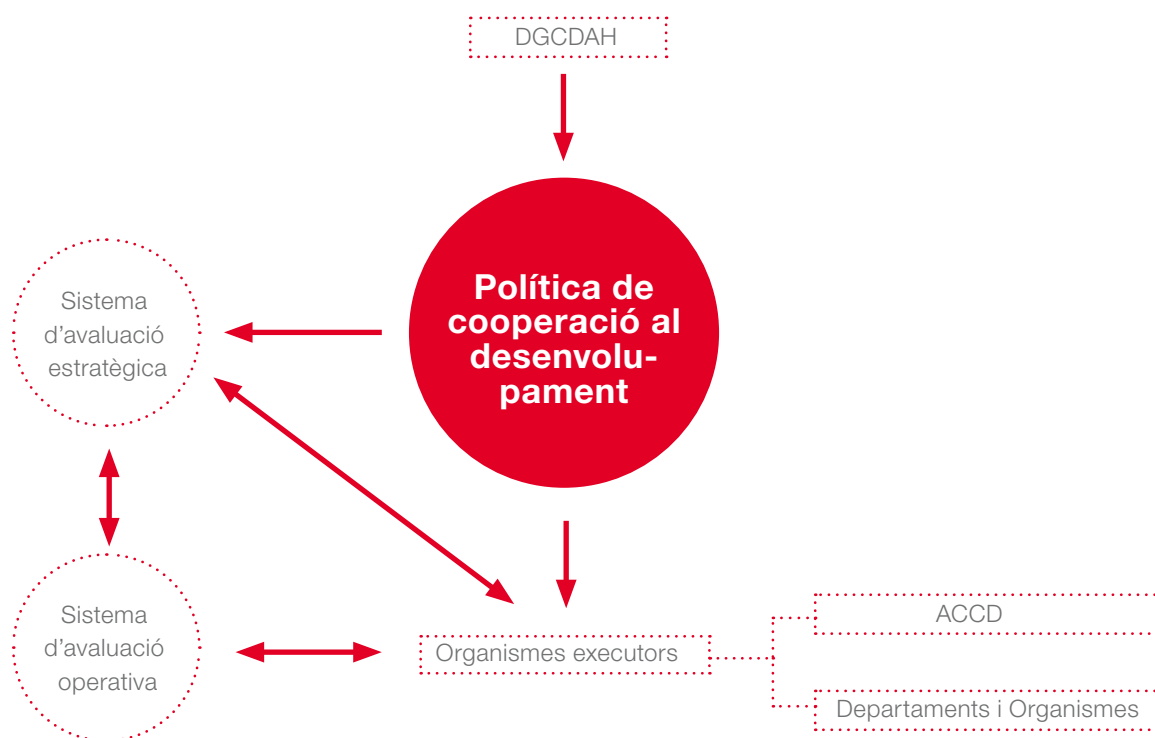 DGCDAH
Política de
cooperació al
desenvolu-
pament
Sistema
d’avaluació
estratègica
Sistema
d’avaluació
operativa
Organismes executors
ACCD
Departaments i Organismes